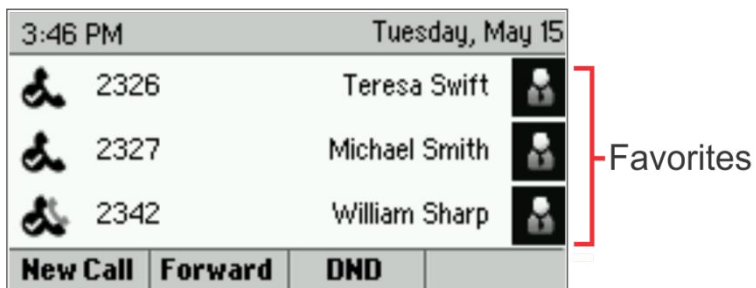 3:46 PM Tuesday, May 15
2326 Teresa Swift
2327 Michael Smith
2342 William Sharp
Favorites
New Call Forward DND